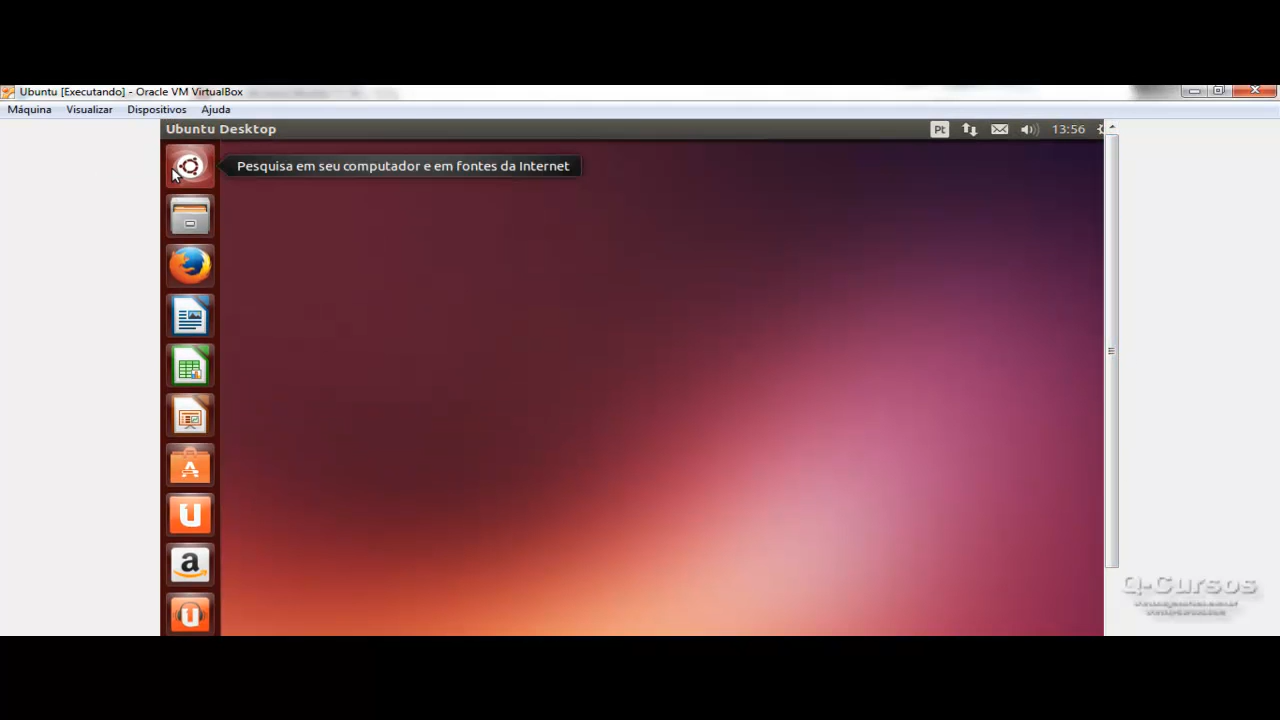 Ubuntu [Executando] - Oracle VM VirtualBox
Máquina Visualizar Dispositivos Ajuda
Ubuntu Desktop Pt 13:56
Pesquisa em seu computador e em fontes da Internet
Q-Cursos